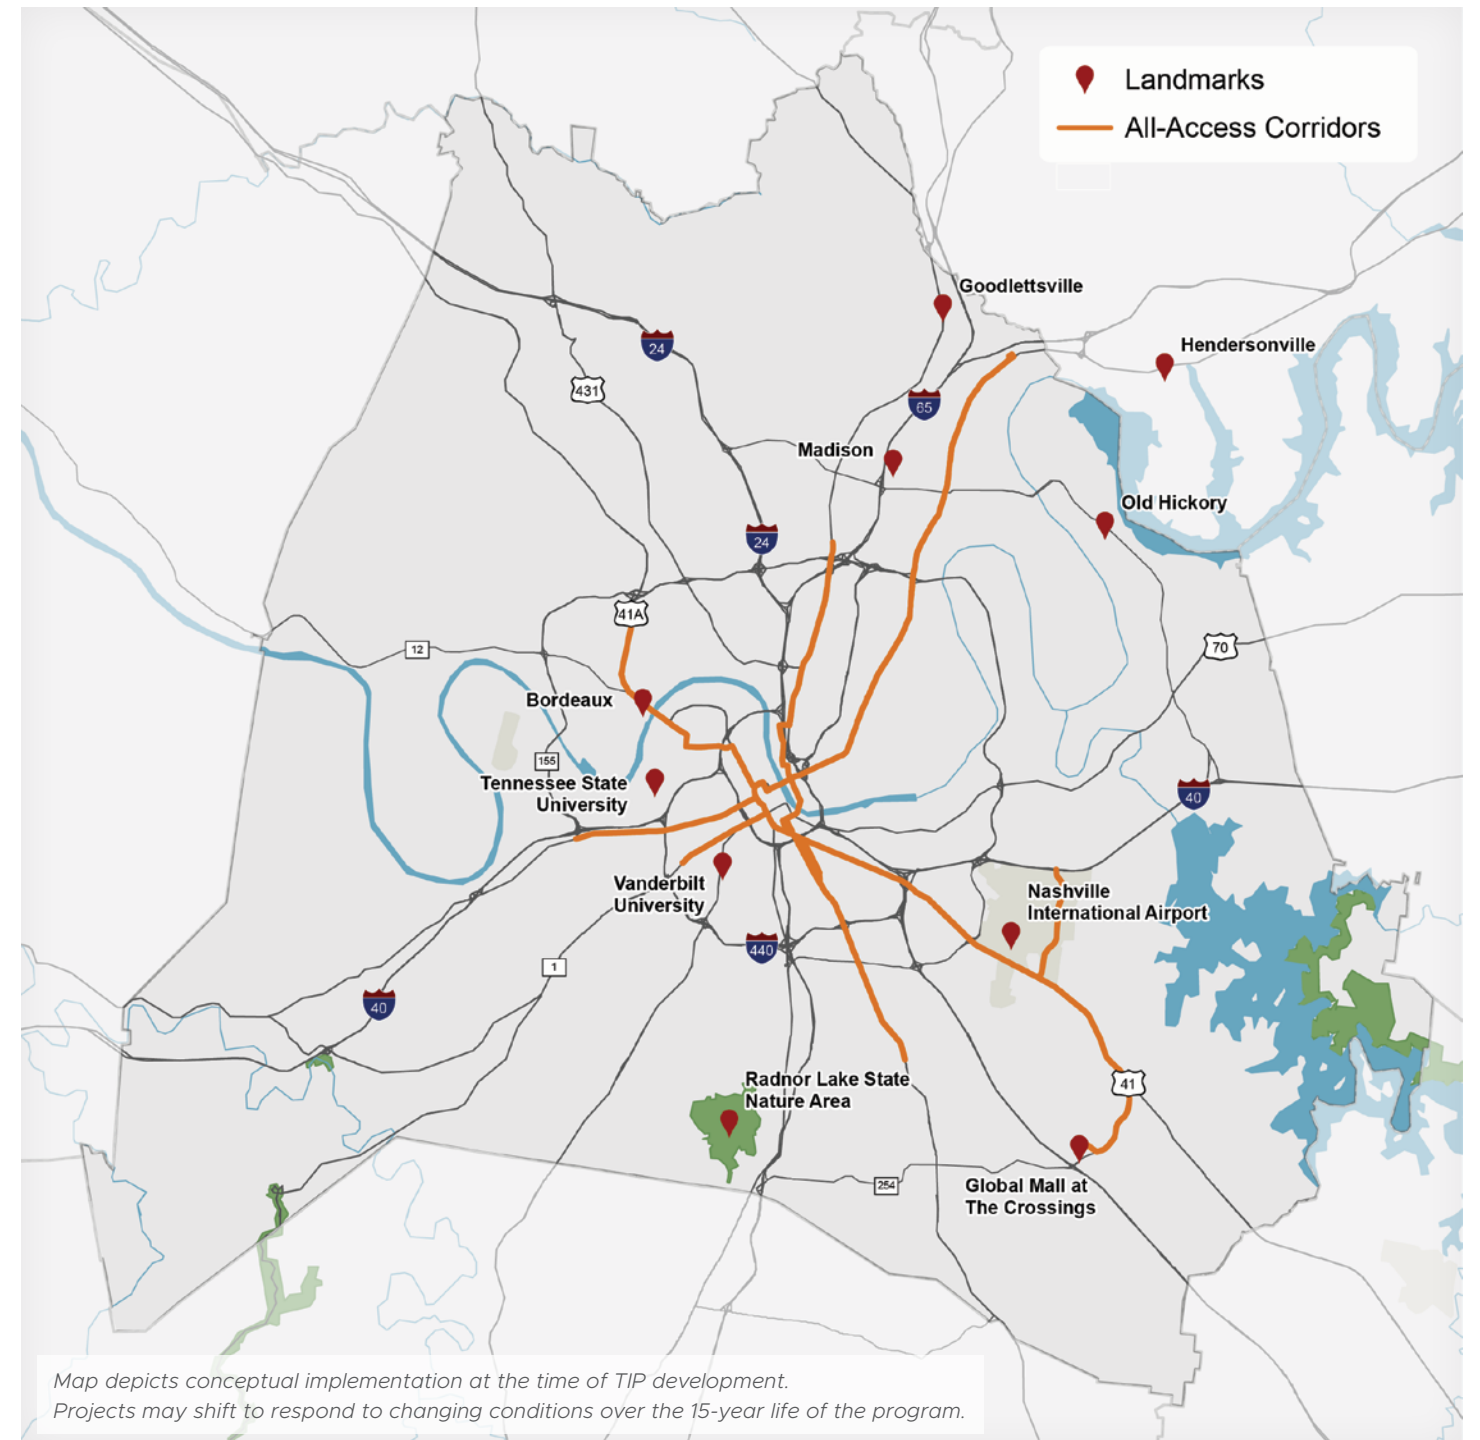 Landmarks
All-Access Corridors
Goodlettsville
24
Hendersonville
431
65
Madison
Old Hickory
24
41A
12
70
Bordeaux
155
Tennessee State
University
40
Vanderbilt
University
Nashville
International Airport
440
1
40
Radnor Lake State
Nature Area
41
254
Global Mall at
The Crossings
Map depicts conceptual implementation at the time of TIP development.
Projects may shift to respond to changing conditions over the 15-year life of the program.